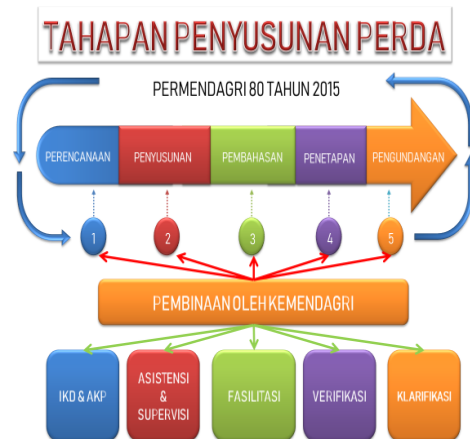 TAHAPAN PENYUSUNAN PERDA
PERMENDAGRI 80 TAHUN 2015
PERENCANAAN
PENYUSUNAN
PEMBAHASAN
PENETAPAN
PENGUNDANGAN
1
2
3
4
5
PEMBINAAN OLEH KEMENDAGRI
IKD & AKP
ASISTENSI
&
SUPERVISI
FASILITASI
VERIFIKASI
KLARIFIKASI